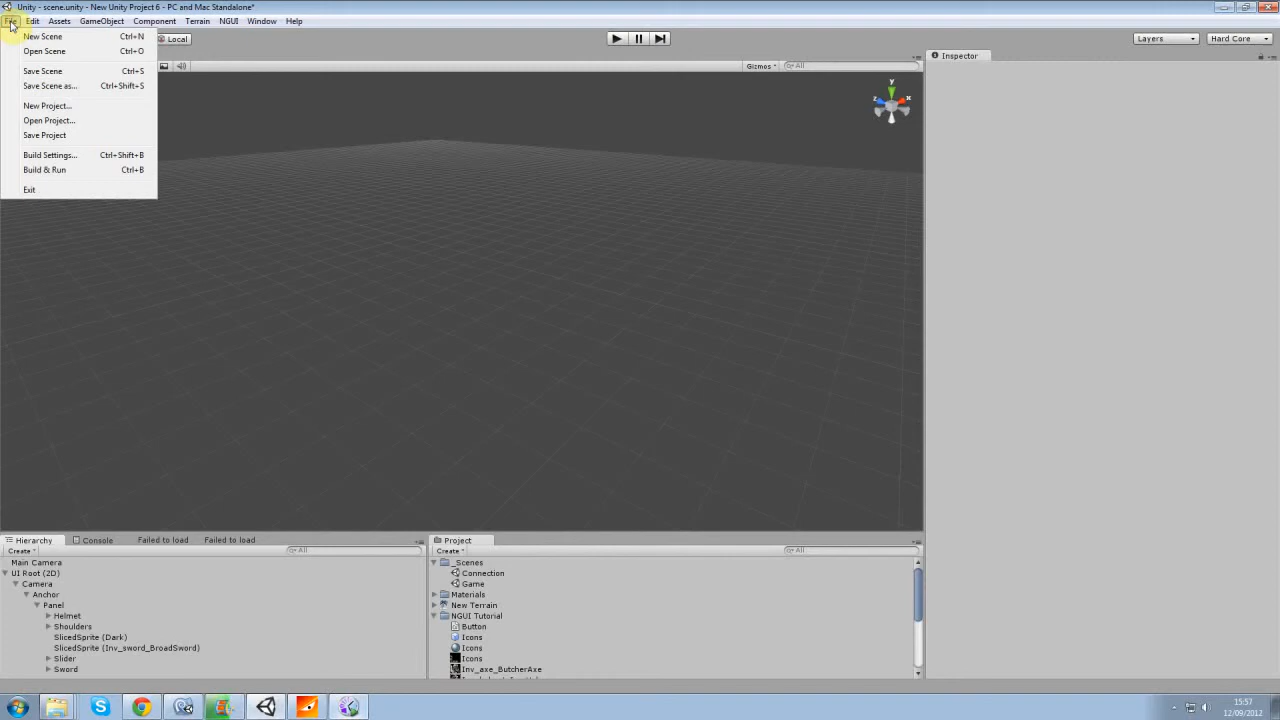 Unity - scene.unity - New Unity Project 6 - PC and Mac Standalone*
File Edit Assets GameObject Component Terrain NGUI Window Help
New Scene Ctrl+N
Open Scene Ctrl+O
Save Scene Ctrl+S
Save Scene as... Ctrl+Shift+S
New Project...
Open Project...
Save Project
Build Settings... Ctrl+Shift+B
Build & Run Ctrl+B
Exit
Local
Layers
Hard Core
Gizmos
All
Inspector
y
z
x
Hierarchy Console Failed to load Failed to load
Create All
Main Camera
UI Root (2D)
Camera
Anchor
Panel
Helmet
Shoulders
SlicedSprite (Dark)
SlicedSprite (Inv_sword_BroadSword)
Slider
Sword
Project
Create All
_Scenes
Connection
Game
Materials
New Terrain
NGUI Tutorial
Button
Icons
Icons
Icons
Inv_axe_ButcherAxe
15:57
12/09/2012